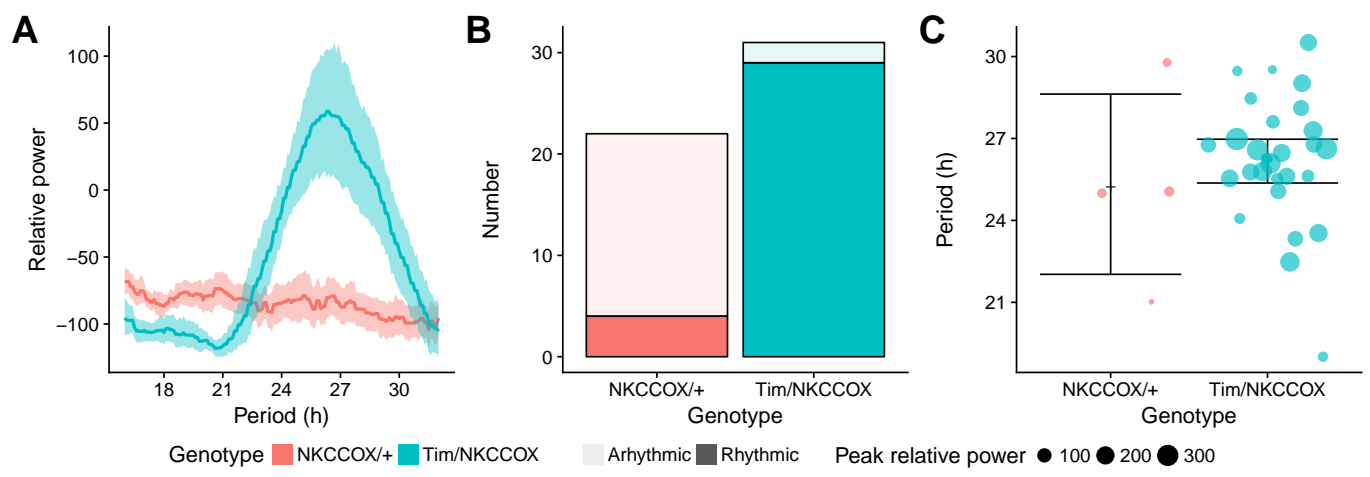 A
Relative power
100
50
0
−50
−100
18 21 24 27 30
Period (h)
B
Number
30
20
10
0
NKCCOX/+ Tim/NKCCOX
Genotype
C
Period (h)
30
27
24
21
NKCCOX/+ Tim/NKCCOX
Genotype
Genotype NKCCOX/+ Tim/NKCCOX Arhythmic Rhythmic Peak relative power 100 200 300